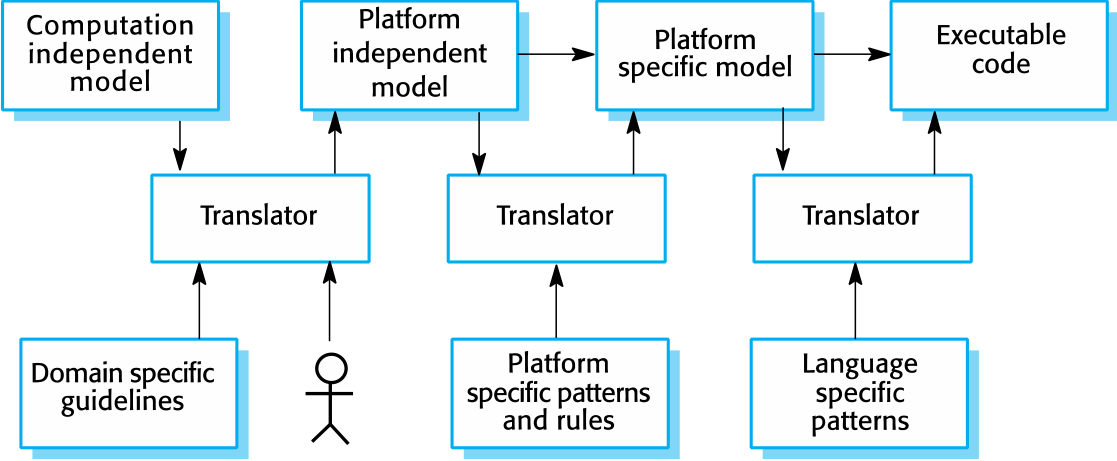 Computation
independent
model
Platform
independent
model
Platform
specific model
Executable
code
Translator
Translator
Translator
Domain specific
guidelines
Platform
specific patterns
and rules
Language
specific
patterns